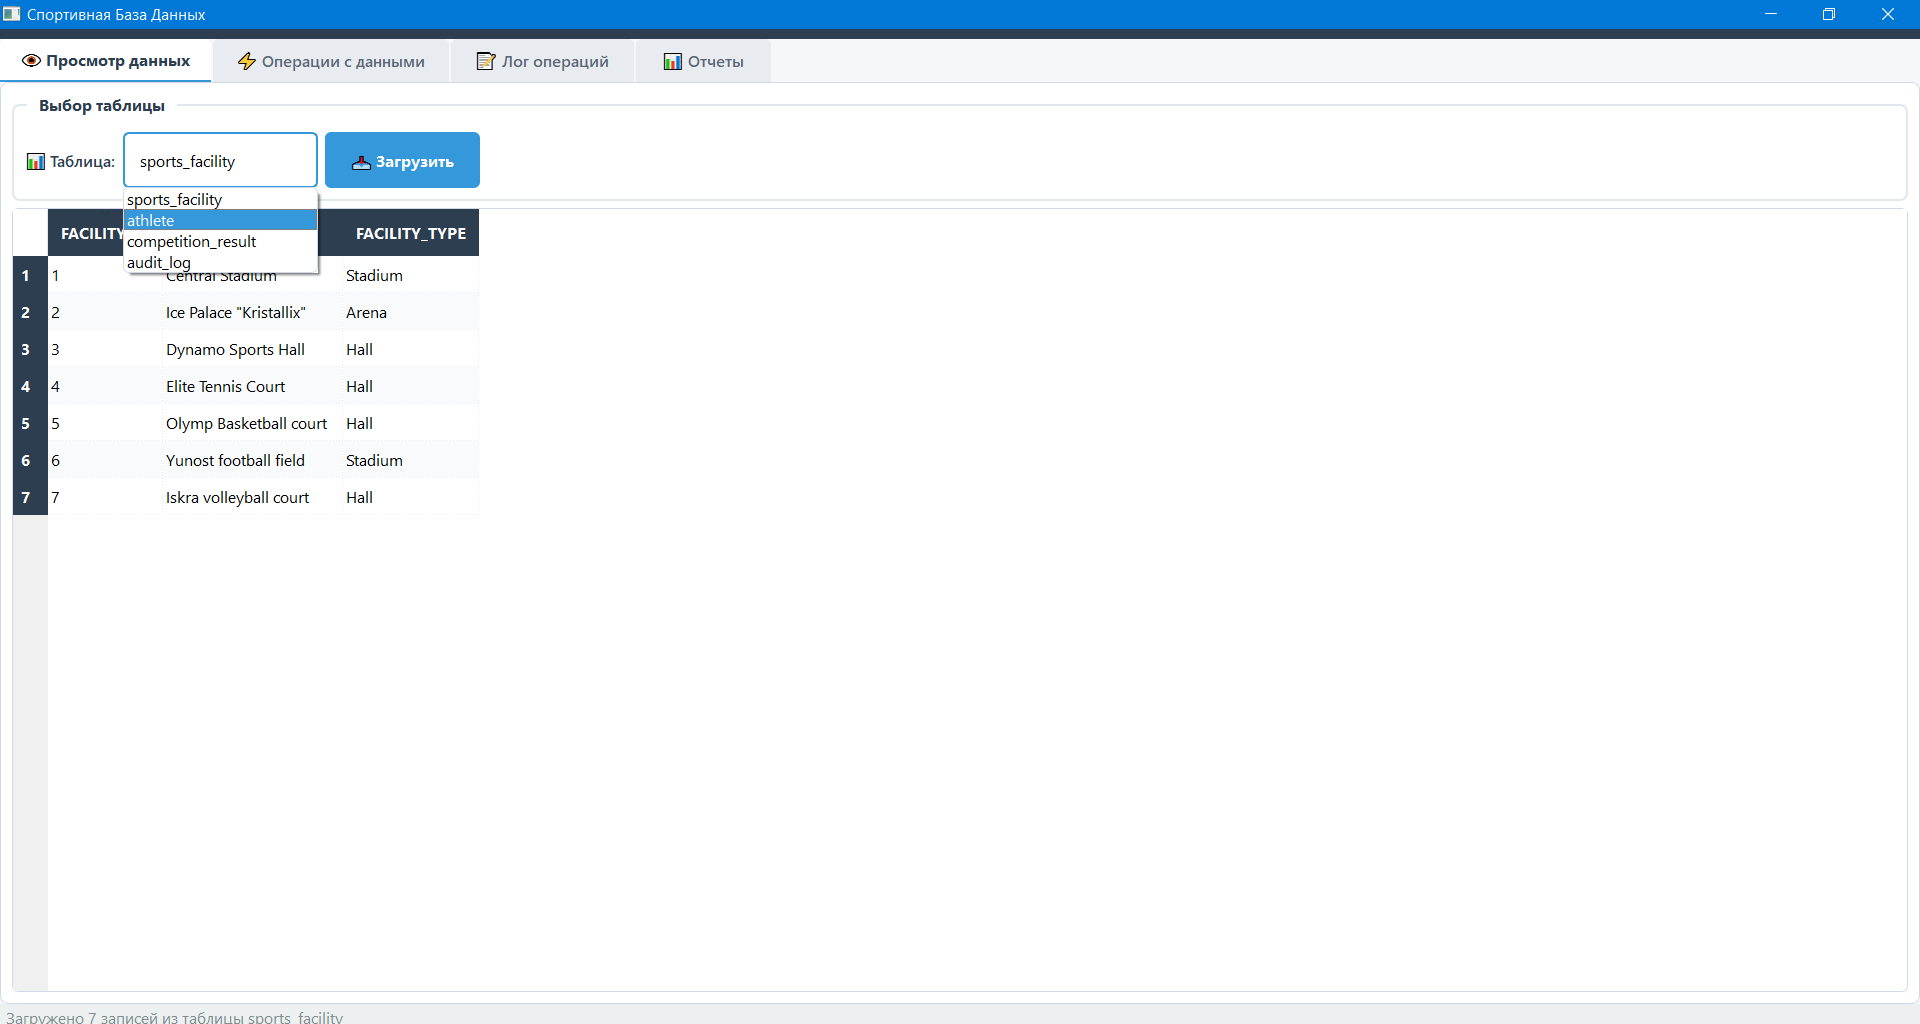 Спортивная База Данных
Просмотр данных
Операции с данными
Лог операций
Отчеты
Выбор таблицы
Таблица:
sports_facility
Загрузить
sports_facility
athlete
competition_result
audit_log
FACILITY
FACILITY_TYPE
1 1 Central Stadium Stadium
2 2 Ice Palace "Kristallix" Arena
3 3 Dynamo Sports Hall Hall
4 4 Elite Tennis Court Hall
5 5 Olymp Basketball court Hall
6 6 Yunost football field Stadium
7 7 Iskra volleyball court Hall
Загружено 7 записей из таблицы sports_facility